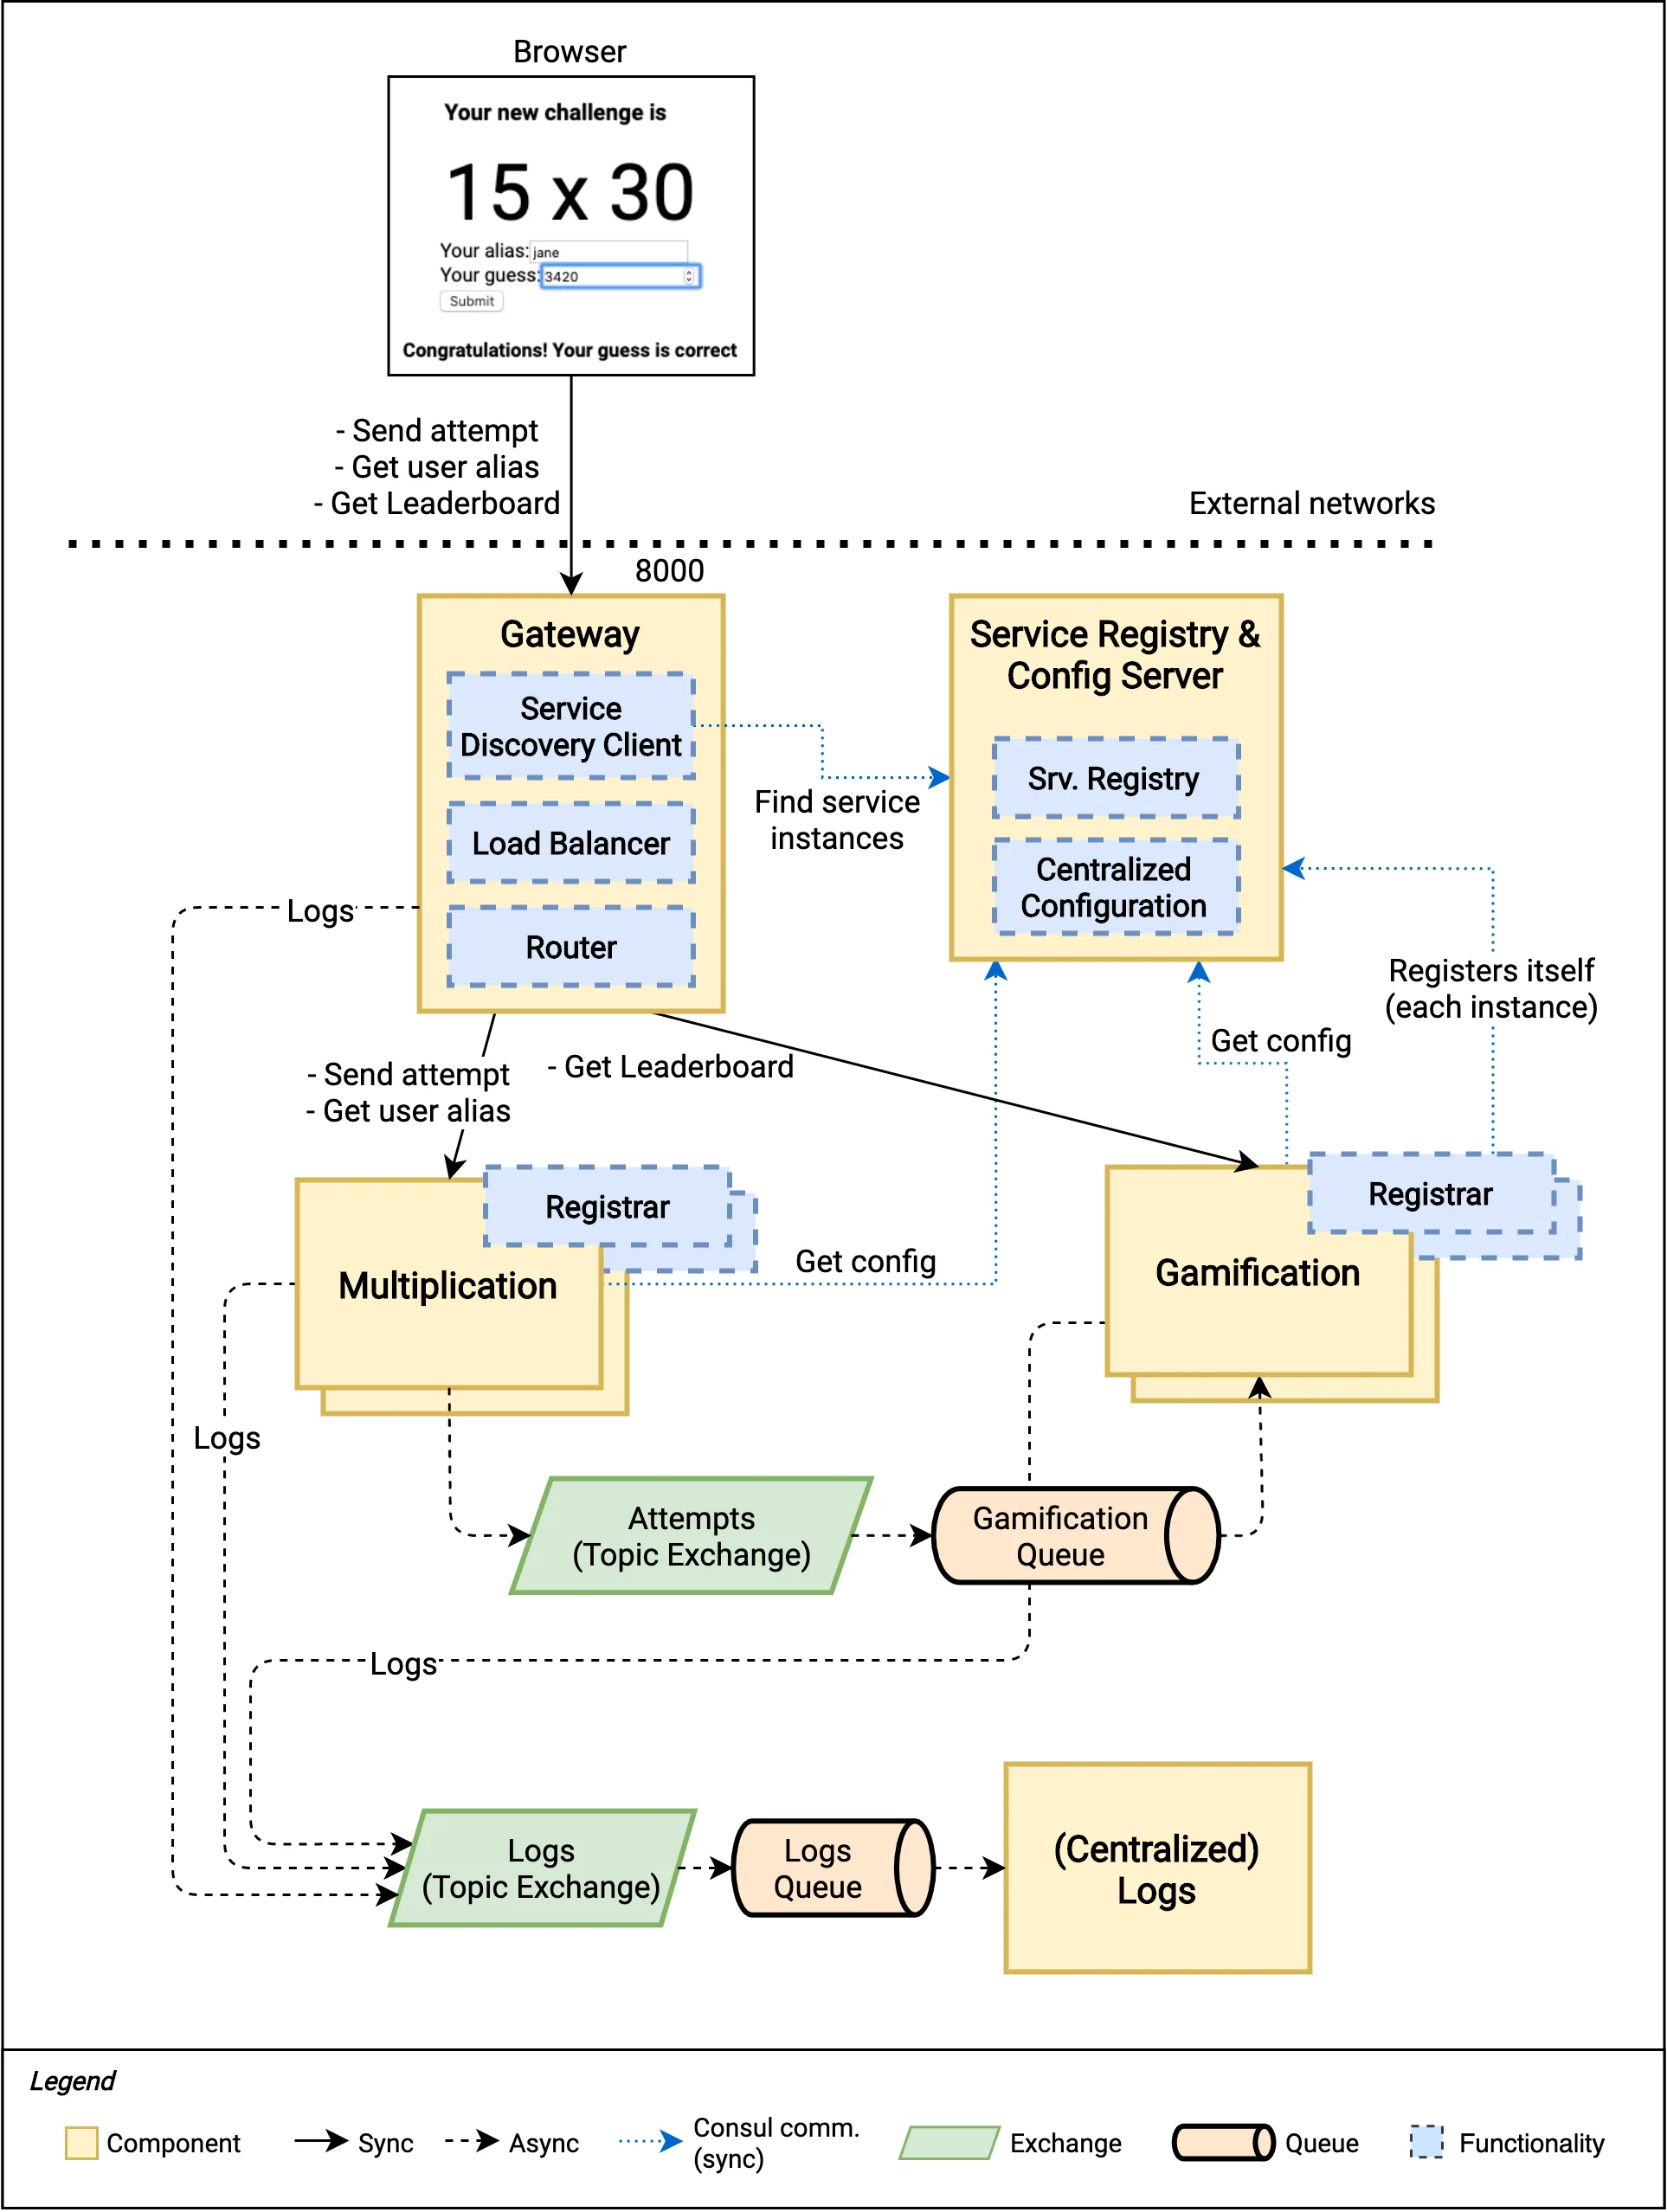 Browser
Your new challenge is
15 x 30
Your alias: jane
Your guess: 3420
Submit
Congratulations! Your guess is correct
- Send attempt
- Get user alias
- Get Leaderboard
External networks
8000
Gateway
Service
Discovery Client
Load Balancer
Router
Service Registry &
Config Server
Srv. Registry
Centralized
Configuration
Find service
instances
Logs
Registers itself
(each instance)
Get config
- Send attempt
- Get user alias
- Get Leaderboard
Registrar
Multiplication
Get config
Registrar
Gamification
Logs
Attempts
(Topic Exchange)
Gamification
Queue
Logs
Logs
(Topic Exchange)
Logs
Queue
(Centralized)
Logs
Legend
Component
Sync
Async
Consul comm.
(sync)
Exchange
Queue
Functionality